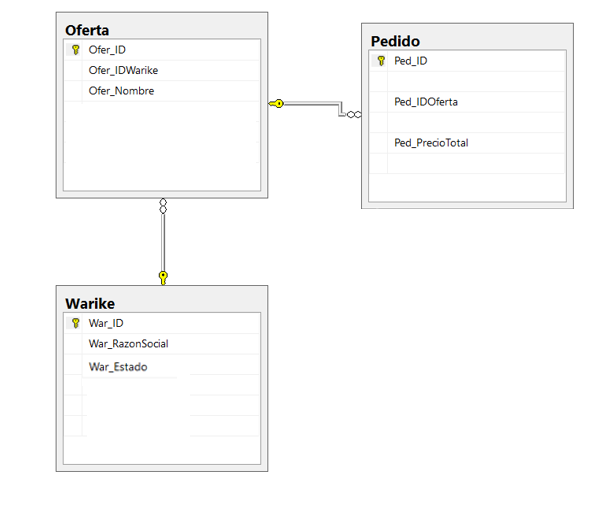 Oferta
Ofer_ID
Ofer_IDWarike
Ofer_Nombre
Pedido
Ped_ID
Ped_IDOferta
Ped_PrecioTotal
Warike
War_ID
War_RazonSocial
War_Estado